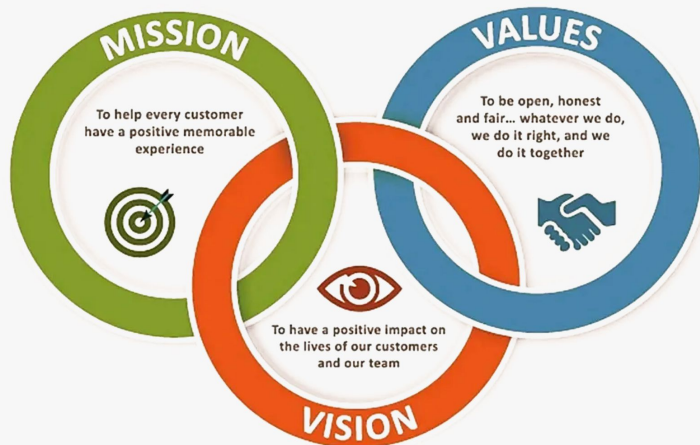 MISSION
To help every customer
have a positive memorable
experience
VALUES
To be open, honest
and fair... whatever we do,
we do it right, and we
do it together
To have a positive impact on
the lives of our customers
and our team
VISION